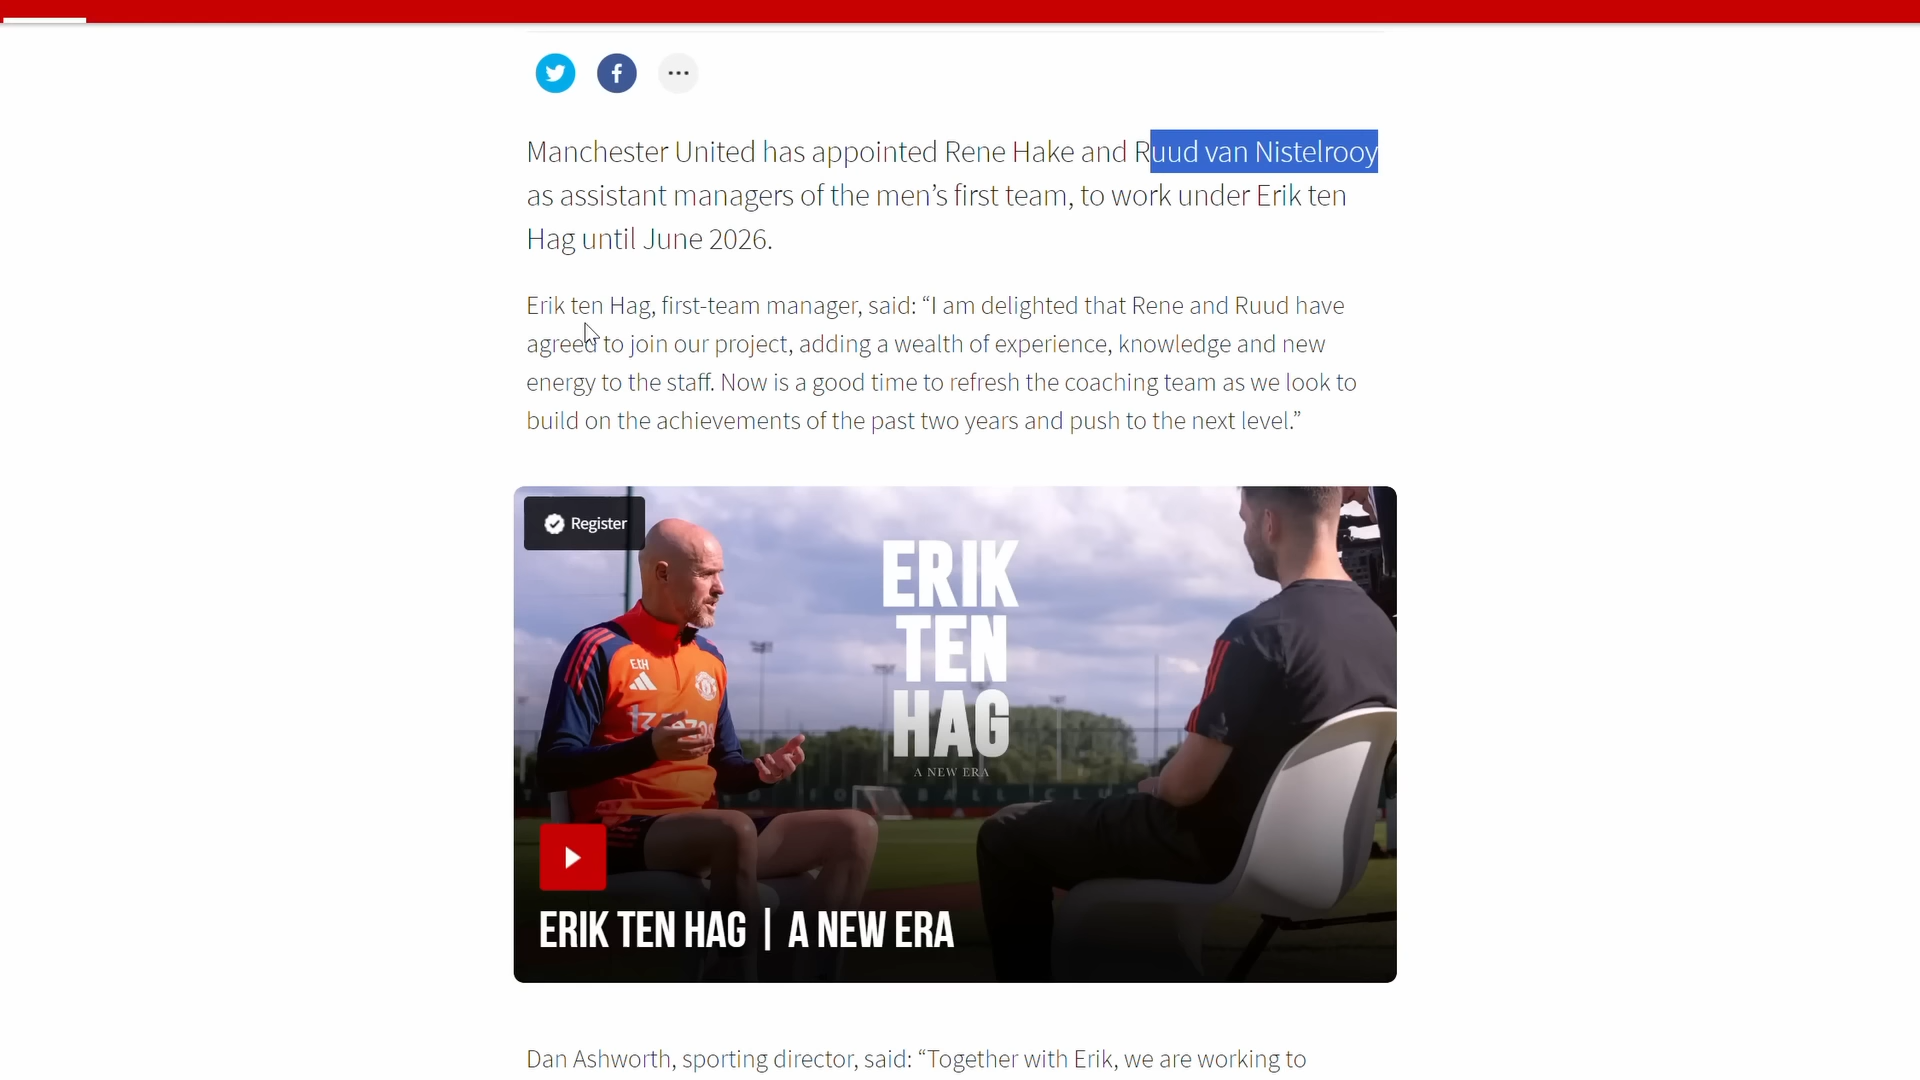 Manchester United has appointed Rene Hake and Ruud van Nistelrooy
as assistant managers of the men’s first team, to work under Erik ten
Hag until June 2026.
Erik ten Hag, first-team manager, said: “I am delighted that Rene and Ruud have
agreed to join our project, adding a wealth of experience, knowledge and new
energy to the staff. Now is a good time to refresh the coaching team as we look to
build on the achievements of the past two years and push to the next level.”
Register
ERIK
TEN
HAG
A NEW ERA
EtH
FOOTBALL CLUB
ERIK TEN HAG | A NEW ERA
Dan Ashworth, sporting director, said: “Together with Erik, we are working to